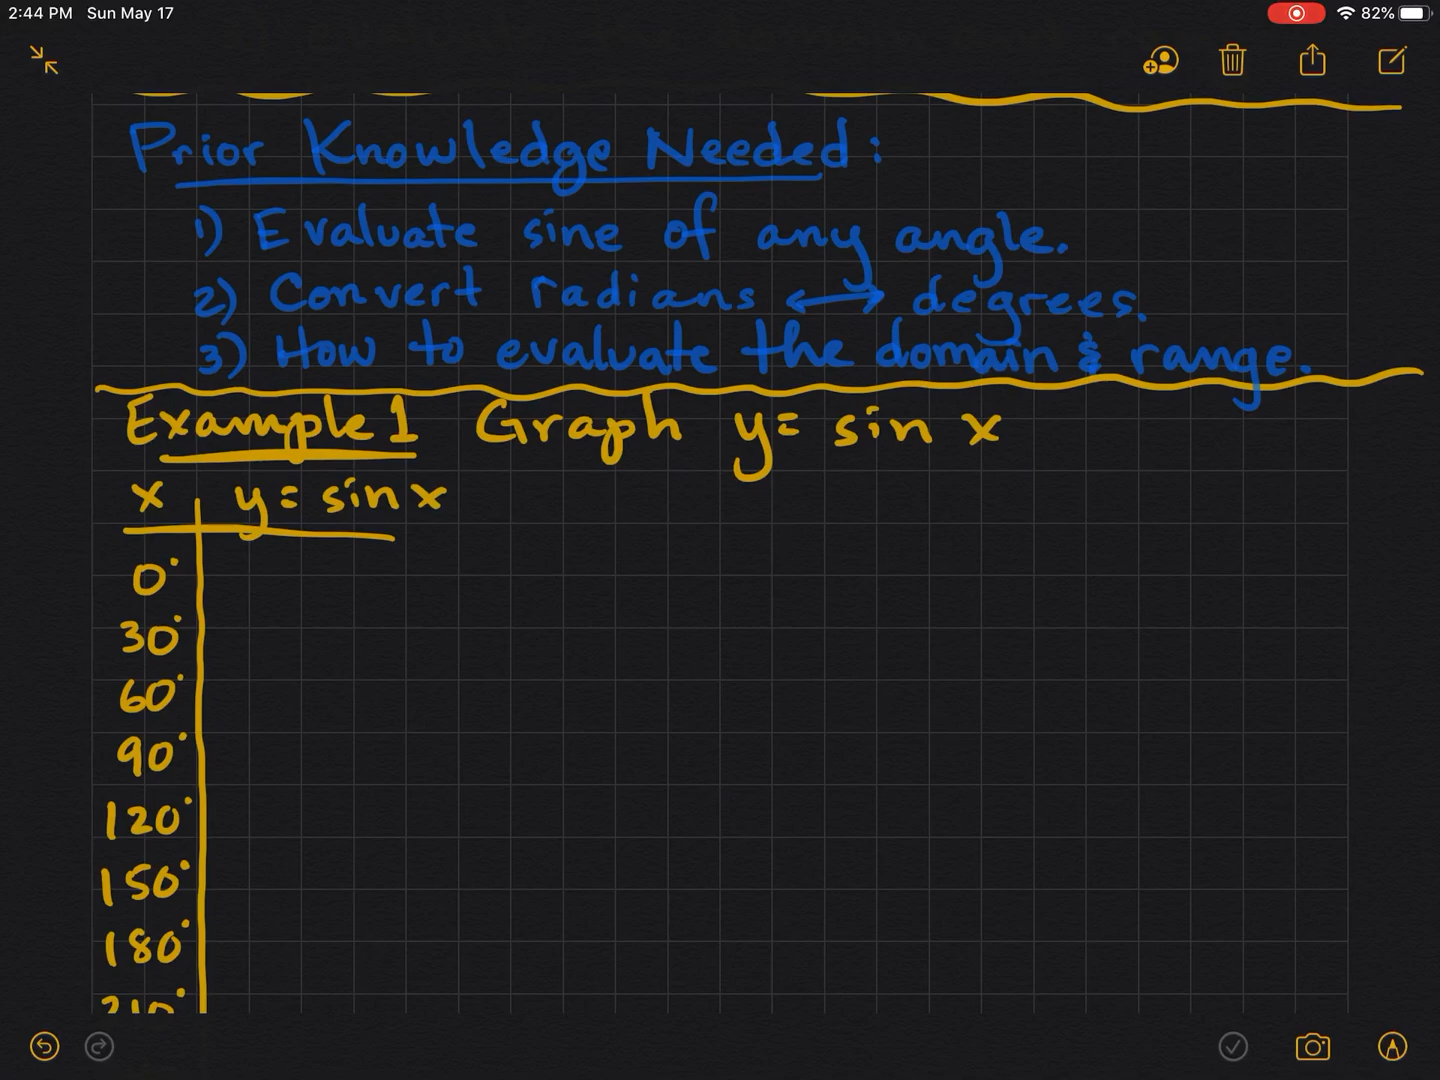 2:44 PM Sun May 17 82%
Prior Knowledge Needed:
1) Evaluate sine of any angle.
2) Convert radians ↔ degrees.
3) How to evaluate the domain & range.
Example 1 Graph y = sin x
x y = sin x
0°
30°
60°
90°
120°
150°
180°
210°